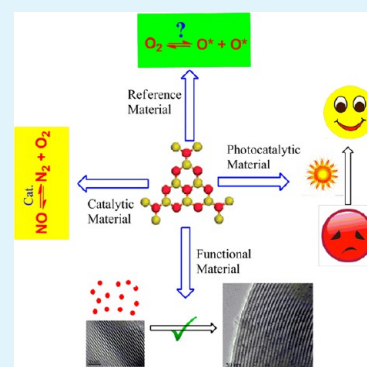 ?
O₂ ⇌ O* + O*
Reference
Material
Photocatalytic
Material
Cat.
NO ⇌ N₂ + O₂
Catalytic
Material
Functional
Material